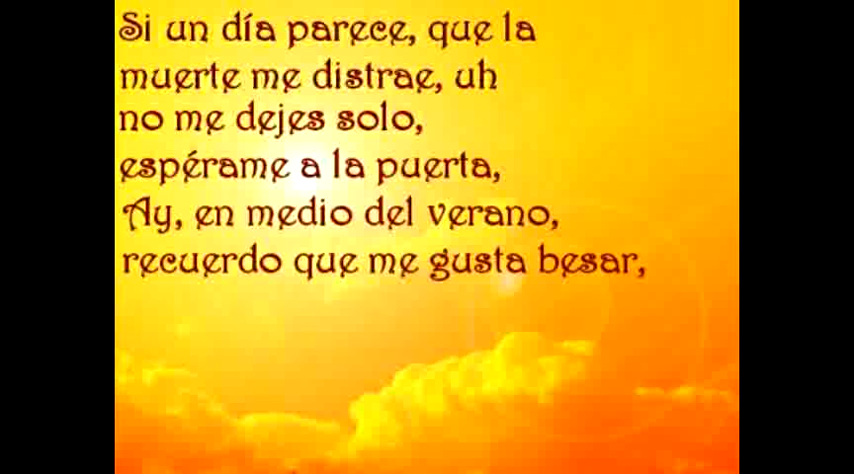 Si un día parece, que la
muerte me distrae, uh
no me dejes solo,
espérame a la puerta,
Ay, en medio del verano,
recuerdo que me gusta besar,